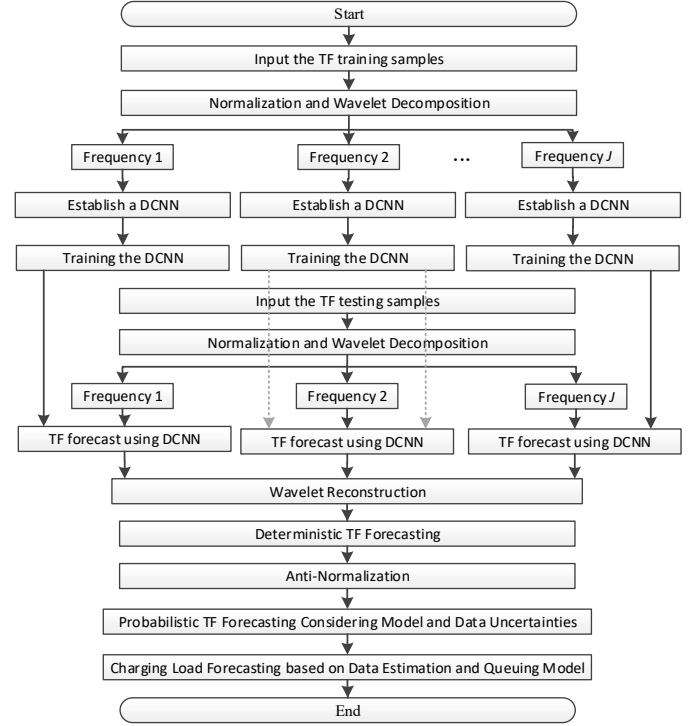 Start
Input the TF training samples
Normalization and Wavelet Decomposition
Frequency 1
Frequency 2
...
Frequency J
Establish a DCNN
Establish a DCNN
Establish a DCNN
Training the DCNN
Training the DCNN
Training the DCNN
Input the TF testing samples
Normalization and Wavelet Decomposition
Frequency 1
Frequency 2
Frequency J
TF forecast using DCNN
TF forecast using DCNN
TF forecast using DCNN
Wavelet Reconstruction
Deterministic TF Forecasting
Anti-Normalization
Probabilistic TF Forecasting Considering Model and Data Uncertainties
Charging Load Forecasting based on Data Estimation and Queuing Model
End